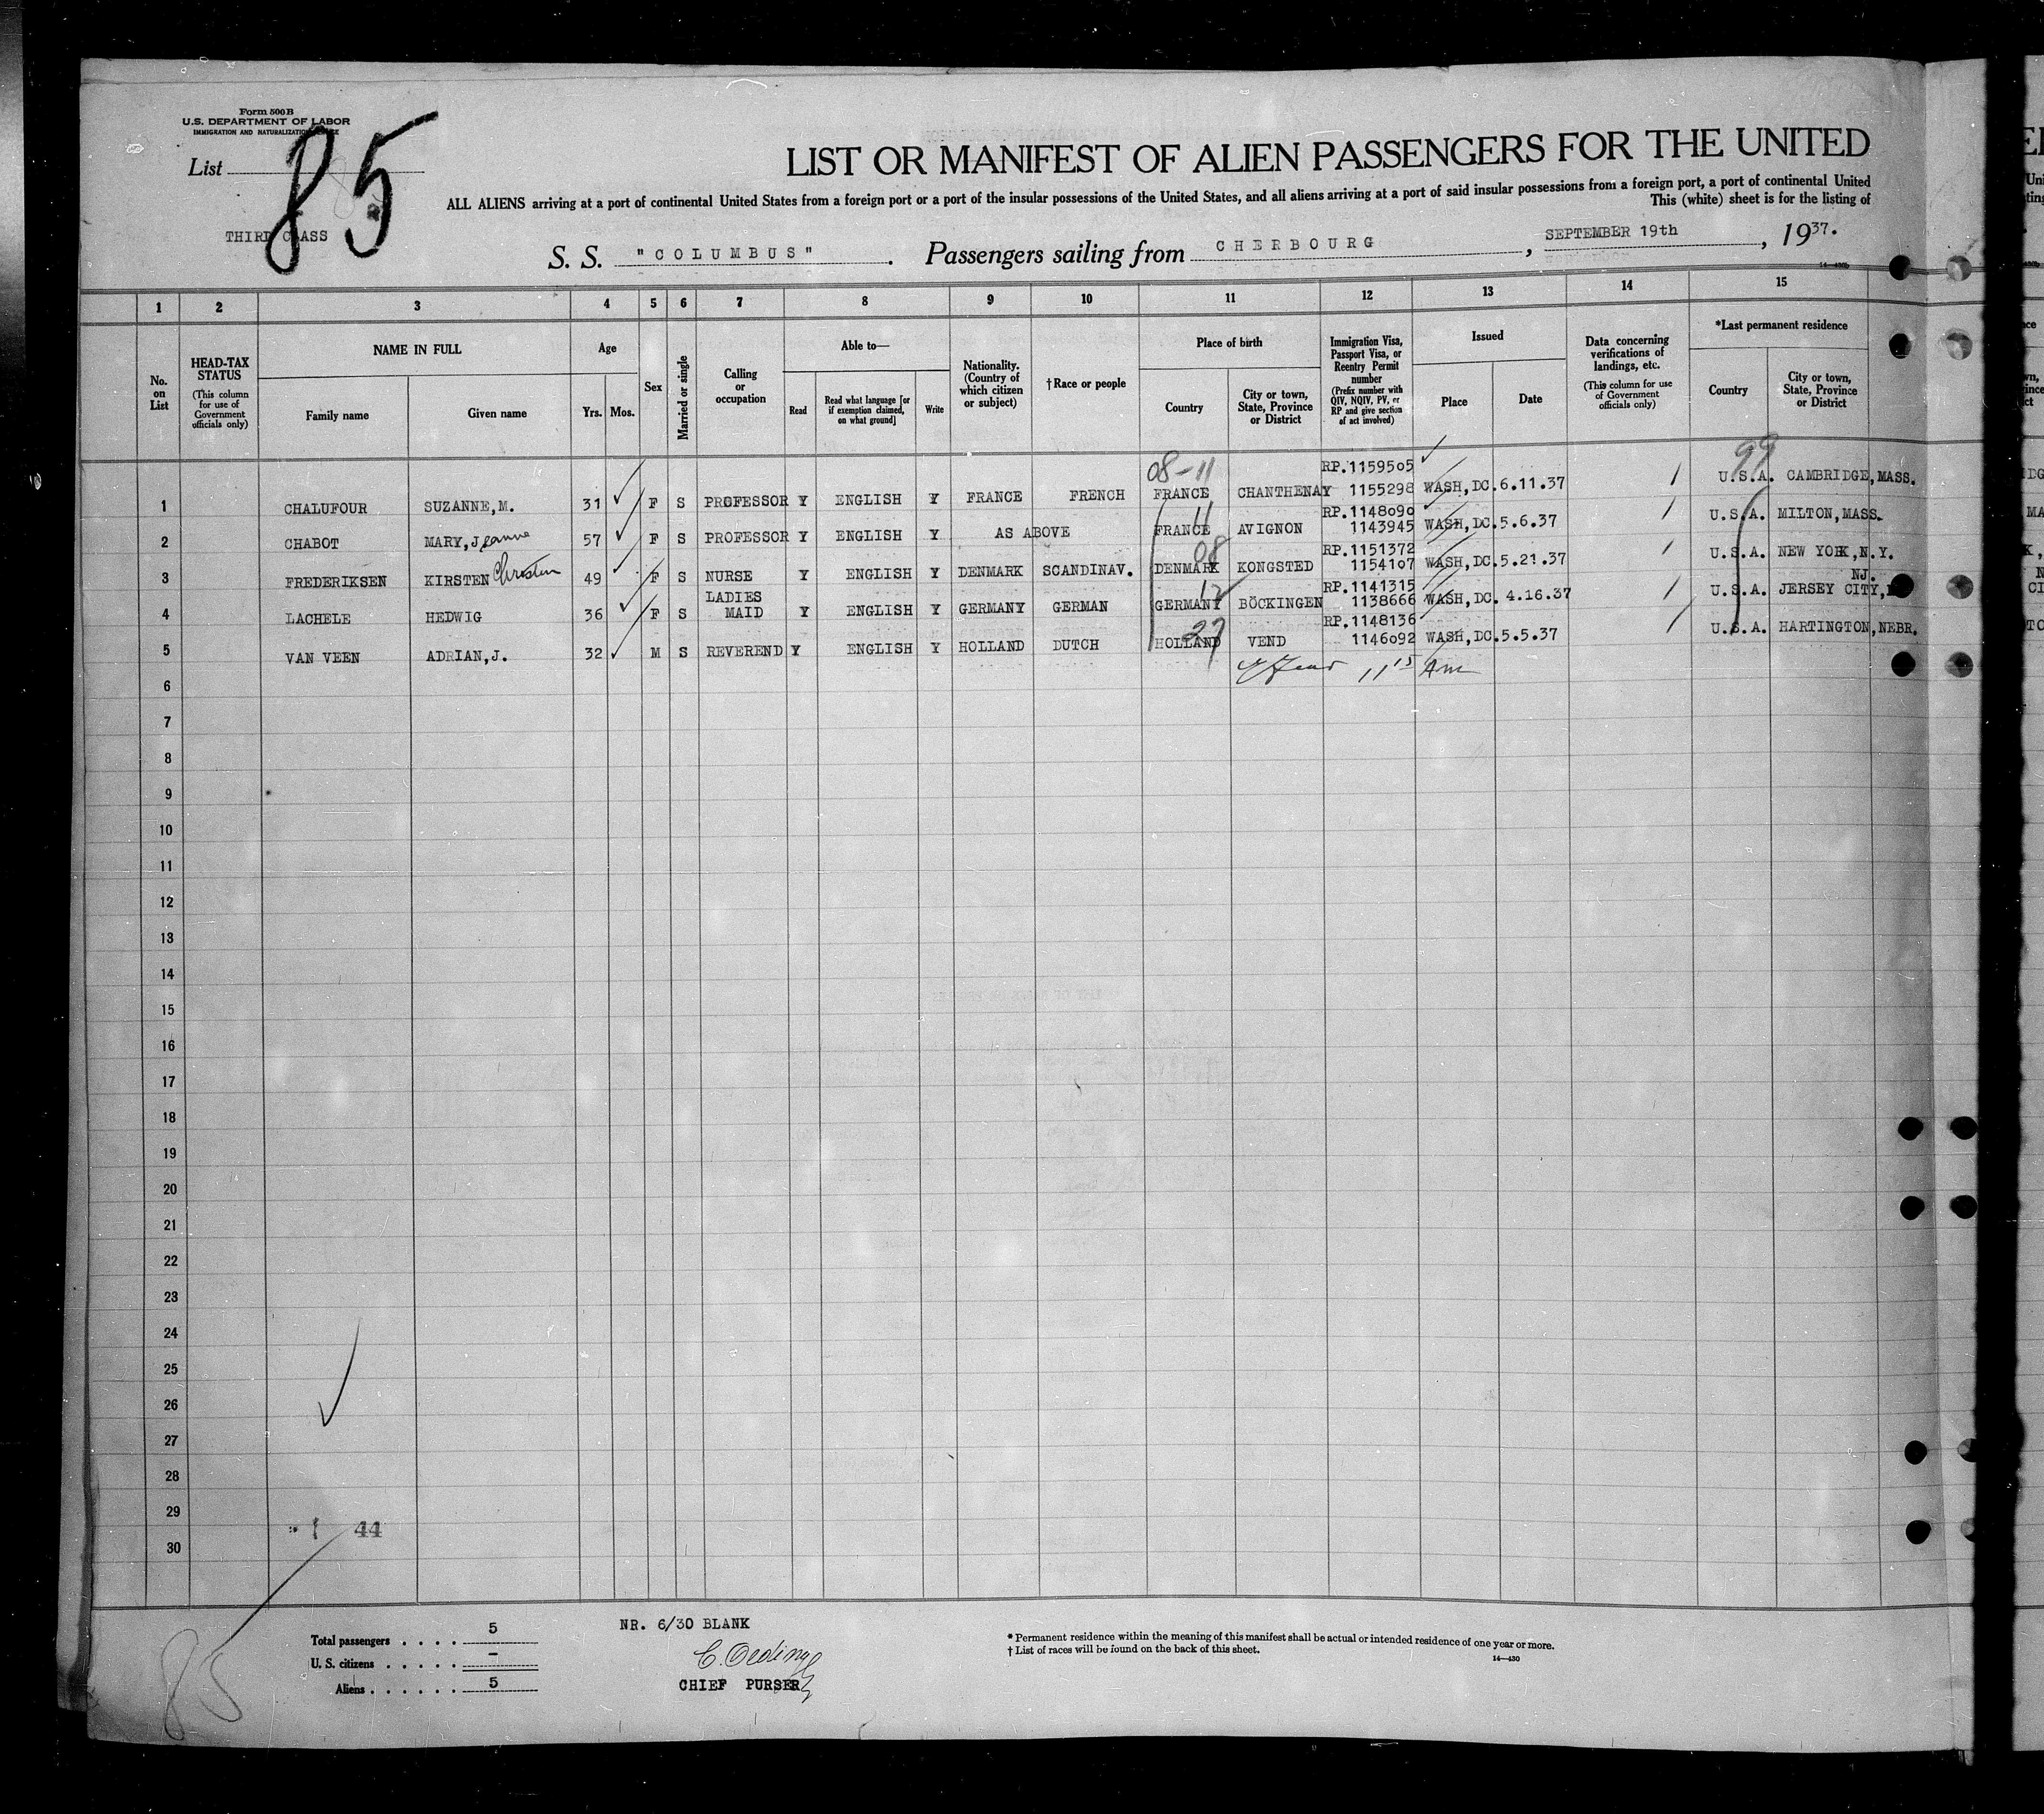 Form 500 B
U.S. DEPARTMENT OF LABOR
IMMIGRATION AND NATURALIZATION
List 85
THIRD CLASS
LIST OR MANIFEST OF ALIEN PASSENGERS FOR THE UNITED
ALL ALIENS arriving at a port of continental United States from a foreign port or a port of the insular possessions of the United States, and all aliens arriving at a port of said insular possessions from a foreign port, a port of continental United
This (white) sheet is for the listing of
S. S. "COLUMBUS". Passengers sailing from CHERBOURG, SEPTEMBER 19th, 1937.
1 2 3 4 5 6 7 8 9 10 11 12 13 14 15
No. on List
HEAD-TAX STATUS
(This column for use of Government officials only)
NAME IN FULL
Family name
Given name
Age
Yrs. Mos.
Sex
Married or single
Calling or occupation
Able to—
Read
Read what language [or if exemption claimed, on what ground]
Write
Nationality. (Country of which citizen or subject)
† Race or people
Place of birth
Country
City or town, State, Province or District
Immigration Visa, Passport Visa, or Reentry Permit number
(Prefix number with QIV, NQIV, PV, or RP and give section of act involved)
Issued
Place
Date
Data concerning verifications of landings, etc.
(This column for use of Government officials only)
*Last permanent residence
Country
City or town, State, Province or District
08-11 RP.1159505 99
1 CHALUFOUR SUZANNE,M. 31 F S PROFESSOR Y ENGLISH Y FRANCE FRENCH FRANCE CHANTHENAY 1155298 WASH,DC.6.11.37 U.S.A. CAMBRIDGE,MASS.
11 RP.1148090
2 CHABOT MARY,Jeanne 57 F S PROFESSOR Y ENGLISH Y AS ABOVE FRANCE AVIGNON 1143945 WASH,DC.5.6.37 U.S.A. MILTON,MASS.
08 RP.1151372
3 FREDERIKSEN KIRSTEN 49 F S NURSE Y ENGLISH Y DENMARK SCANDINAV. DENMARK KONGSTED 1154107 WASH,DC.5.21.37 U.S.A. NEW YORK,N.Y.
12 RP.1141315 NJ.
4 LACHELE HEDWIG 36 F S LADIES MAID Y ENGLISH Y GERMANY GERMAN GERMANY BÖCKINGEN 1138666 WASH,DC. 4.16.37 U.S.A. JERSEY CITY,
27 RP.1148136
5 VAN VEEN ADRIAN,J. 32 M S REVEREND Y ENGLISH Y HOLLAND DUTCH HOLLAND VEND 1146092 WASH,DC.5.5.37 U.S.A. HARTINGTON,NEBR.
6 11 15 Am
7
8
9
10
11
12
13
14
15
16
17
18
19
20
21
22
23
24
25
26
27
28
29
44
30
85
Total passengers . . . . 5
U. S. citizens . . . . . -
Aliens . . . . . . 5
NR. 6/30 BLANK
CHIEF PURSER
* Permanent residence within the meaning of this manifest shall be actual or intended residence of one year or more.
† List of races will be found on the back of this sheet.
14—430